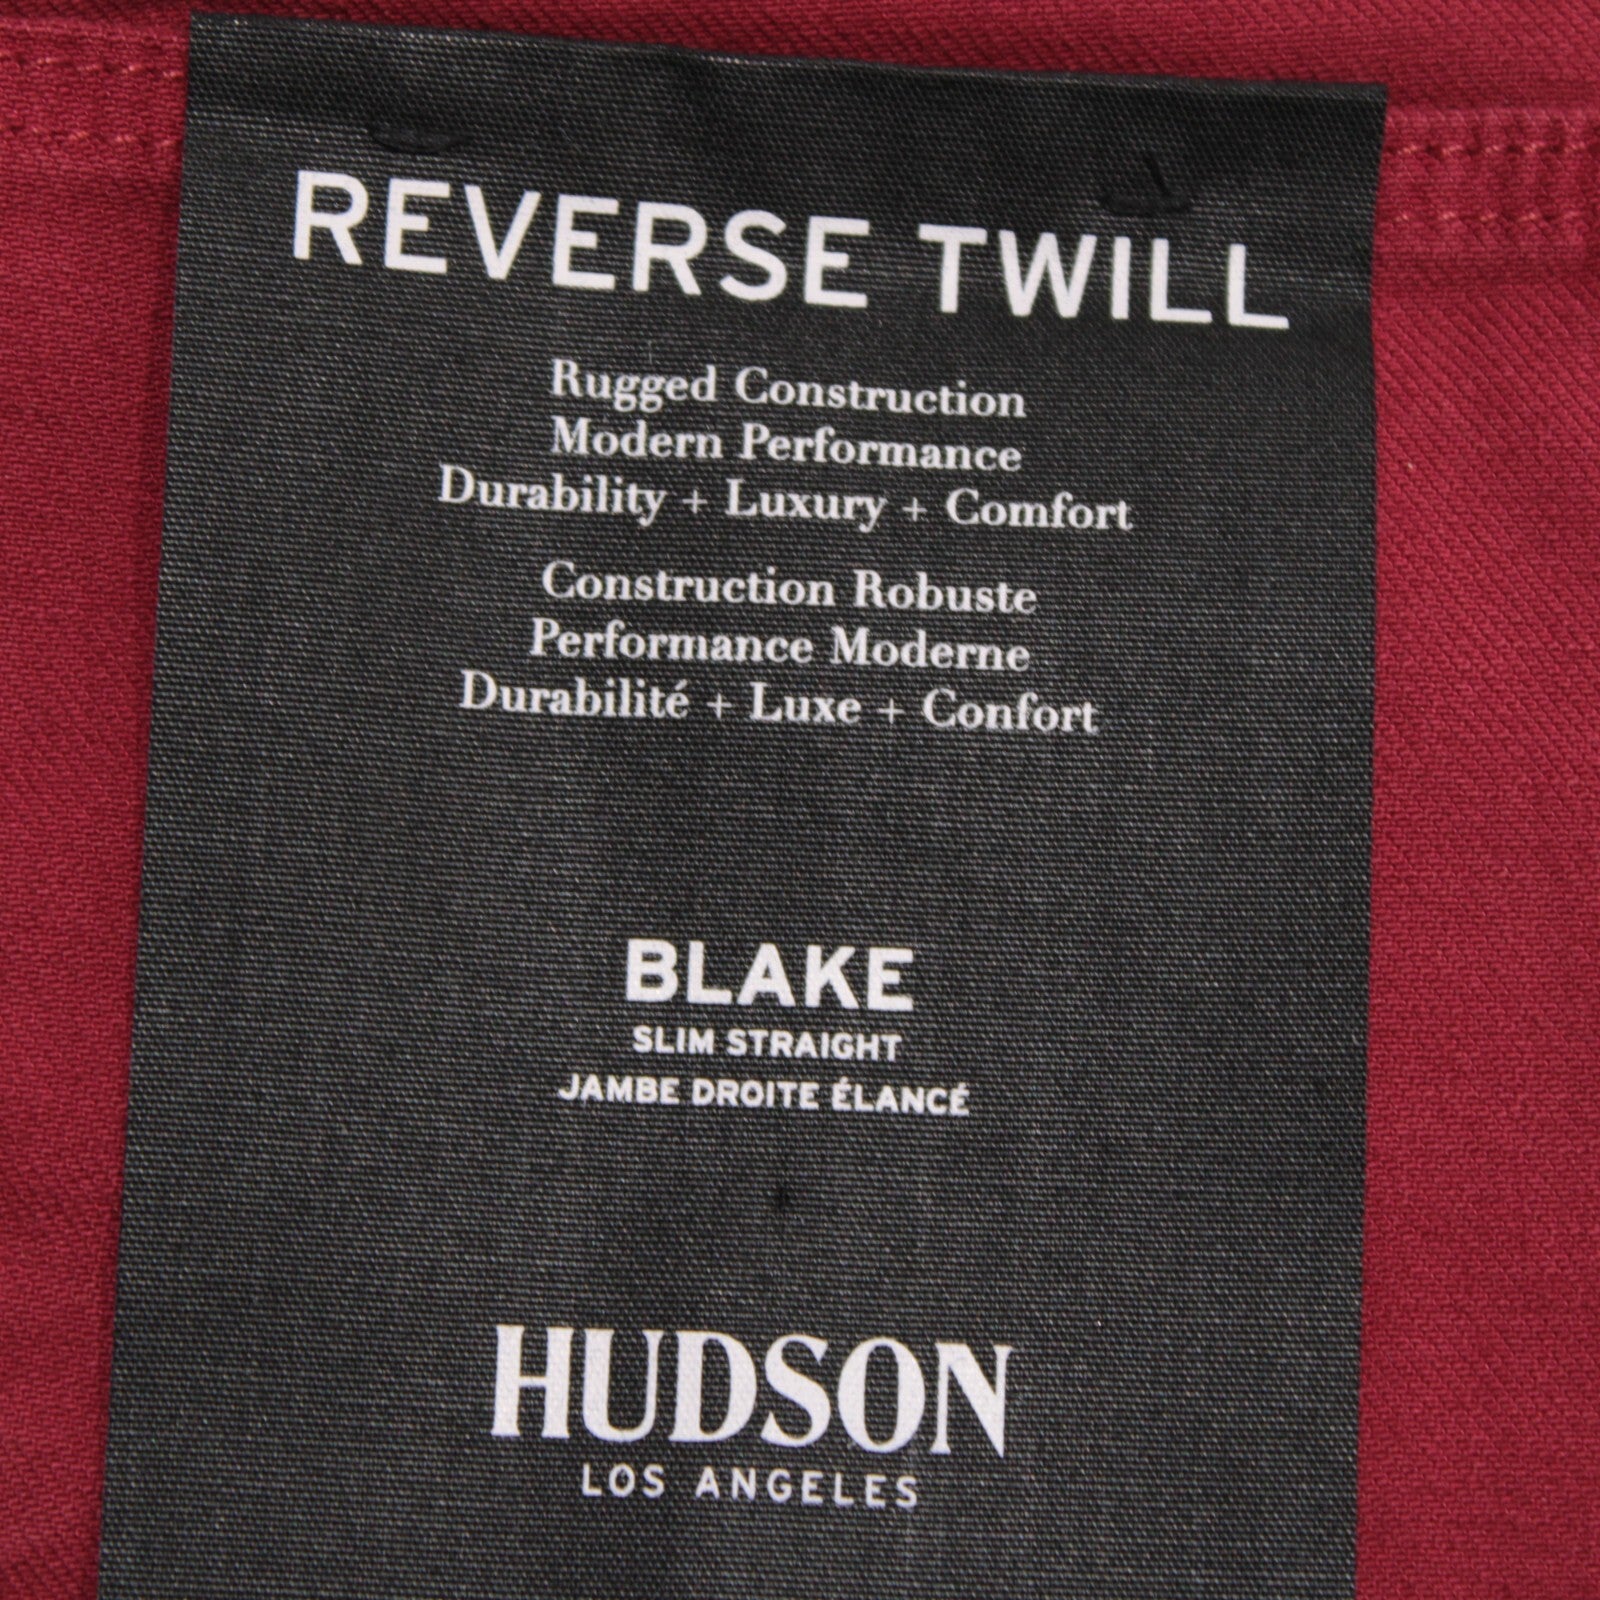 REVERSE TWILL
Rugged Construction
Modern Performance
Durability + Luxury + Comfort
Construction Robuste
Performance Moderne
Durabilité + Luxe + Confort
BLAKE
SLIM STRAIGHT
JAMBE DROITE ÉLANCÉ
HUDSON
LOS ANGELES